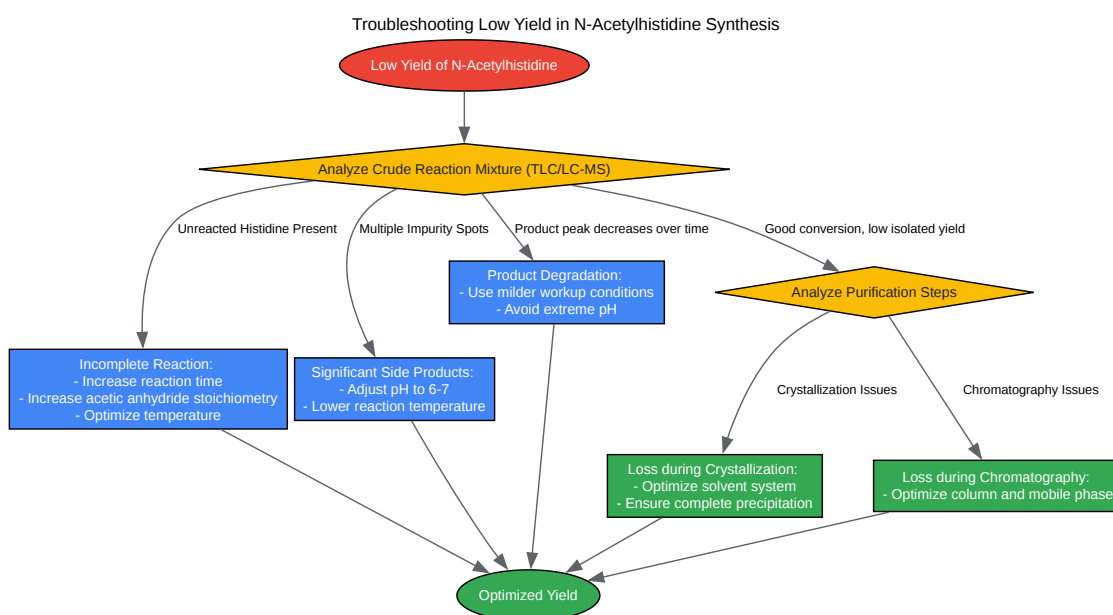 Troubleshooting Low Yield in N-Acetylhistidine Synthesis
Low Yield of N-Acetylhistidine
Analyze Crude Reaction Mixture (TLC/LC-MS)
Unreacted Histidine Present
Multiple Impurity Spots
Product peak decreases over time
Good conversion, low isolated yield
Product Degradation:
- Use milder workup conditions
- Avoid extreme pH
Analyze Purification Steps
Incomplete Reaction:
- Increase reaction time
- Increase acetic anhydride stoichiometry
- Optimize temperature
Significant Side Products:
- Adjust pH to 6-7
- Lower reaction temperature
Crystallization Issues
Chromatography Issues
Loss during Crystallization:
- Optimize solvent system
- Ensure complete precipitation
Loss during Chromatography:
- Optimize column and mobile phase
Optimized Yield